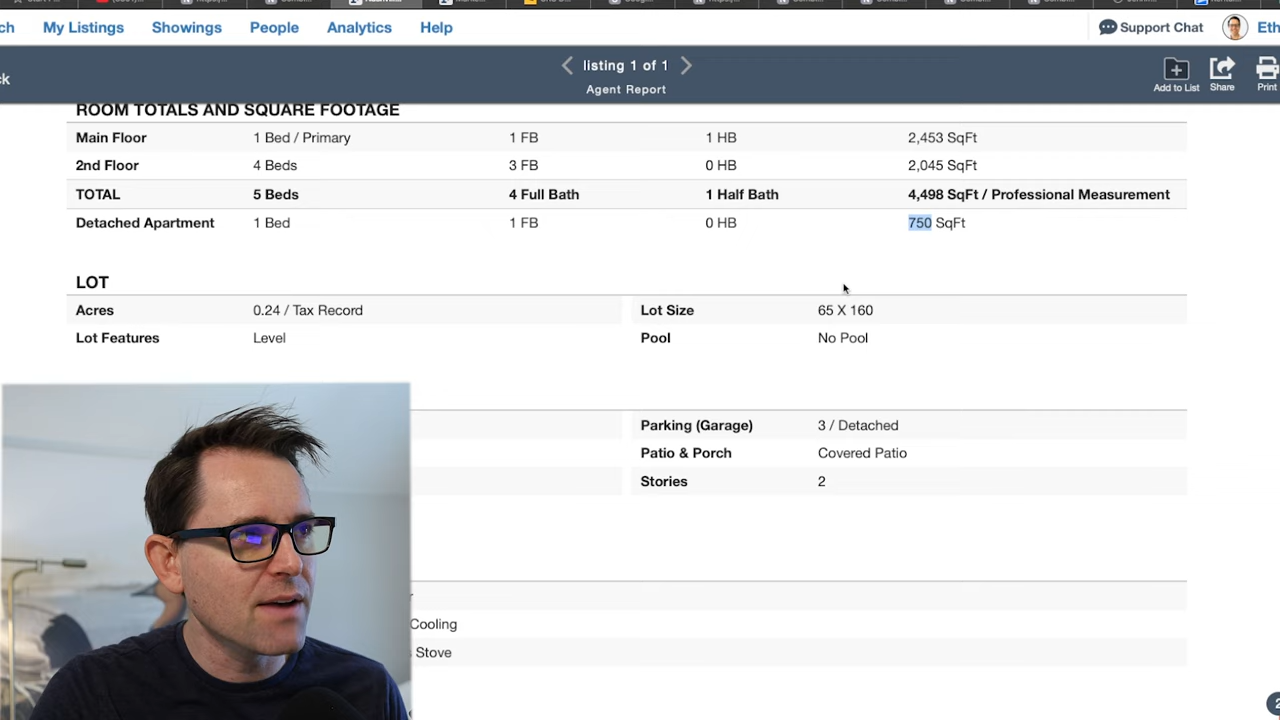 ch My Listings Showings People Analytics Help Support Chat Eth
ck listing 1 of 1
Agent Report Add to List Share Print
ROOM TOTALS AND SQUARE FOOTAGE
Main Floor 1 Bed / Primary 1 FB 1 HB 2,453 SqFt
2nd Floor 4 Beds 3 FB 0 HB 2,045 SqFt
TOTAL 5 Beds 4 Full Bath 1 Half Bath 4,498 SqFt / Professional Measurement
Detached Apartment 1 Bed 1 FB 0 HB 750 SqFt
LOT
Acres 0.24 / Tax Record Lot Size 65 X 160
Lot Features Level Pool No Pool
Parking (Garage) 3 / Detached
Patio & Porch Covered Patio
Stories 2
Cooling
s Stove